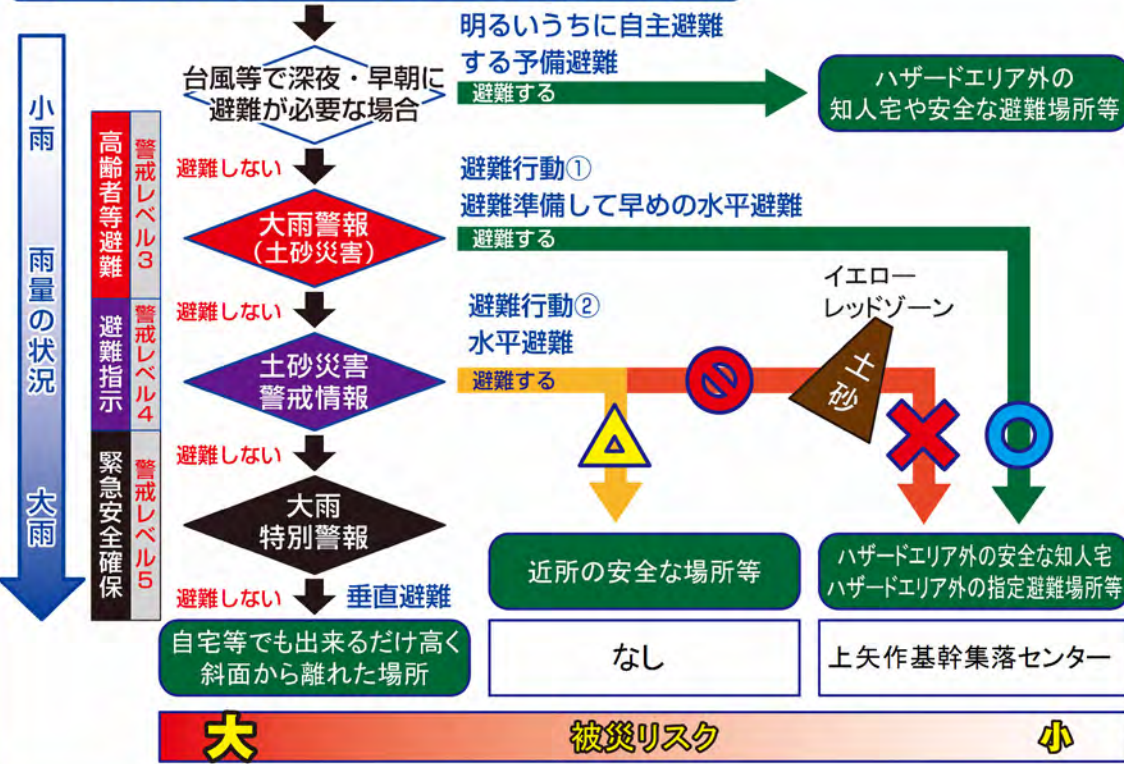 明るいうちに自主避難
する予備避難
台風等で深夜・早朝に
避難が必要な場合
避難する
ハザードエリア外の
知人宅や安全な避難場所等
小雨
雨量の状況
大雨
高齢者等避難
警戒レベル3
避難指示
警戒レベル4
緊急安全確保
警戒レベル5
避難しない
避難行動①
避難準備して早めの水平避難
大雨警報
(土砂災害)
避難する
避難しない
避難行動②
水平避難
イエロー
レッドゾーン
土砂災害
警戒情報
避難する
土砂
避難しない
大雨
特別警報
避難しない
垂直避難
近所の安全な場所等
ハザードエリア外の安全な知人宅
ハザードエリア外の指定避難場所等
自宅等でも出来るだけ高く
斜面から離れた場所
なし
上矢作基幹集落センター
大
被災リスク
小